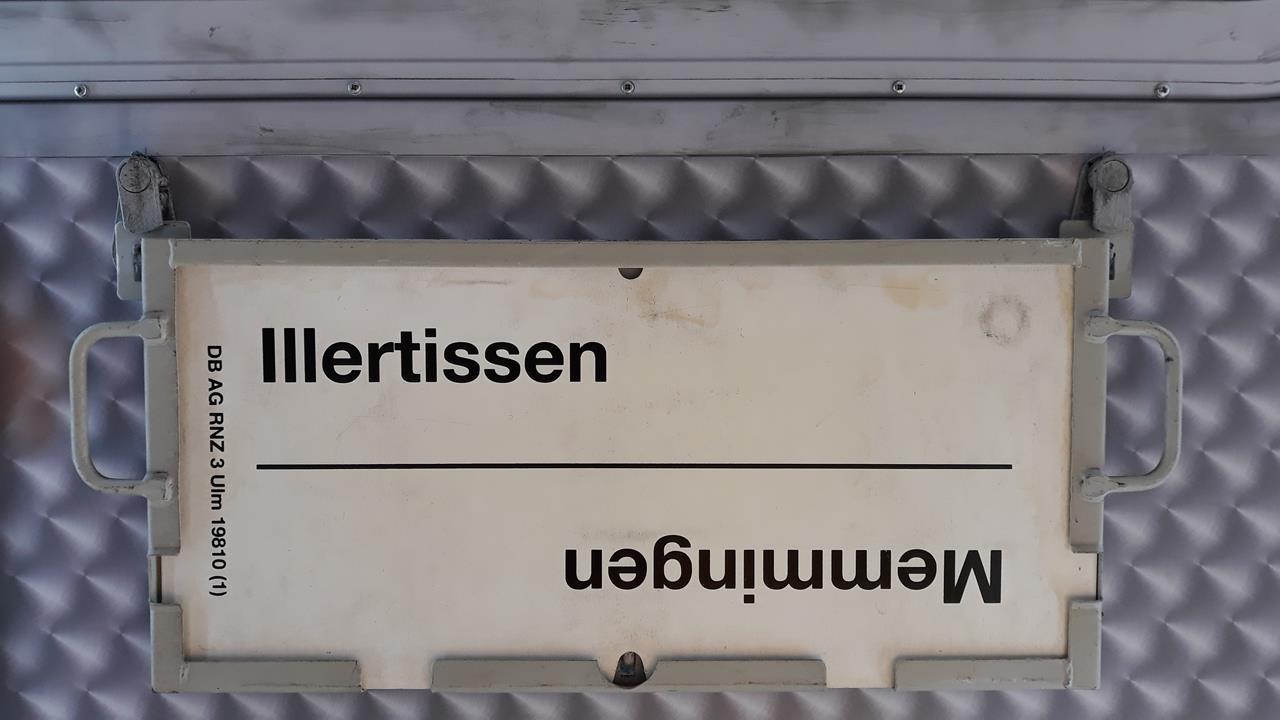 Illertissen
Memmingen
DB AG RNZ 3 Ulm 19810 (1)